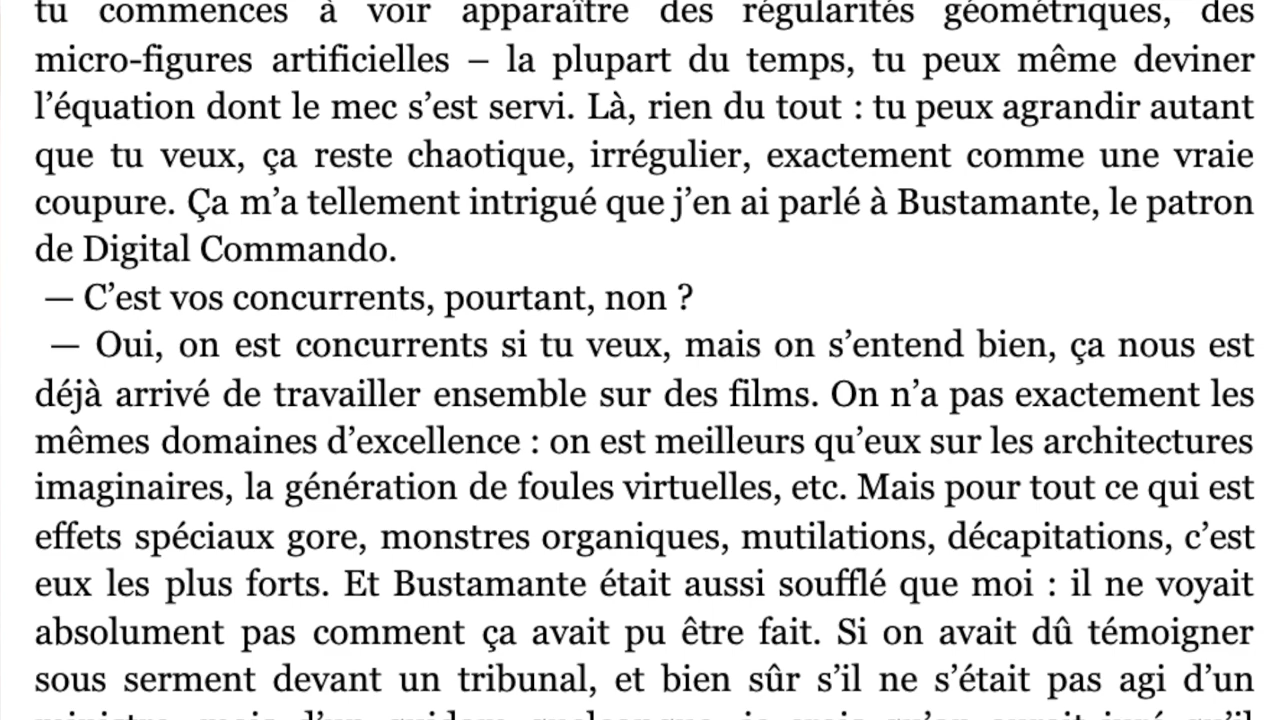 tu commences à voir apparaître des régularités géométriques, des
micro-figures artificielles – la plupart du temps, tu peux même deviner
l’équation dont le mec s’est servi. Là, rien du tout : tu peux agrandir autant
que tu veux, ça reste chaotique, irrégulier, exactement comme une vraie
coupure. Ça m’a tellement intrigué que j’en ai parlé à Bustamante, le patron
de Digital Commando.
— C’est vos concurrents, pourtant, non ?
— Oui, on est concurrents si tu veux, mais on s’entend bien, ça nous est
déjà arrivé de travailler ensemble sur des films. On n’a pas exactement les
mêmes domaines d’excellence : on est meilleurs qu’eux sur les architectures
imaginaires, la génération de foules virtuelles, etc. Mais pour tout ce qui est
effets spéciaux gore, monstres organiques, mutilations, décapitations, c’est
eux les plus forts. Et Bustamante était aussi soufflé que moi : il ne voyait
absolument pas comment ça avait pu être fait. Si on avait dû témoigner
sous serment devant un tribunal, et bien sûr s’il ne s’était pas agi d’un